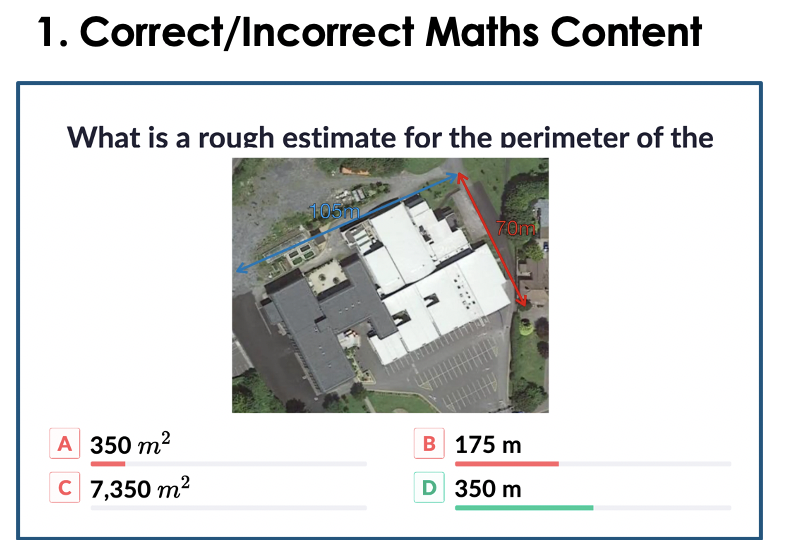 1. Correct/Incorrect Maths Content
What is a rough estimate for the perimeter of the
105m
70m
A 350 m²
B 175 m
C 7,350 m²
D 350 m